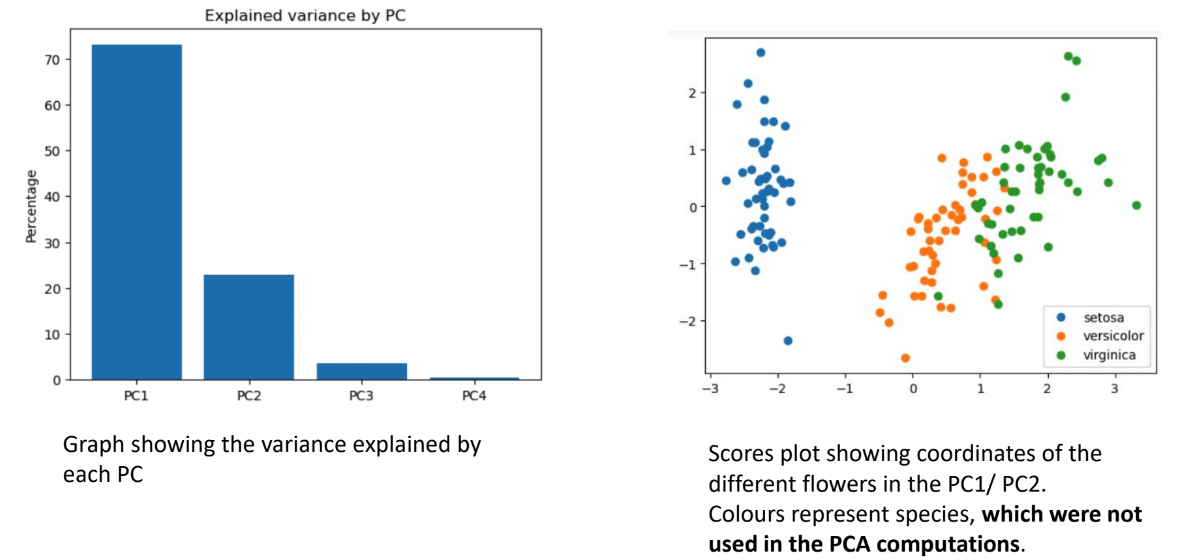 Explained variance by PC
Percentage
70
60
50
40
30
20
10
0
PC1 PC2 PC3 PC4
Graph showing the variance explained by
each PC
2
1
0
−1
−2
−3 −2 −1 0 1 2 3
setosa
versicolor
virginica
Scores plot showing coordinates of the
different flowers in the PC1/ PC2.
Colours represent species, which were not
used in the PCA computations.